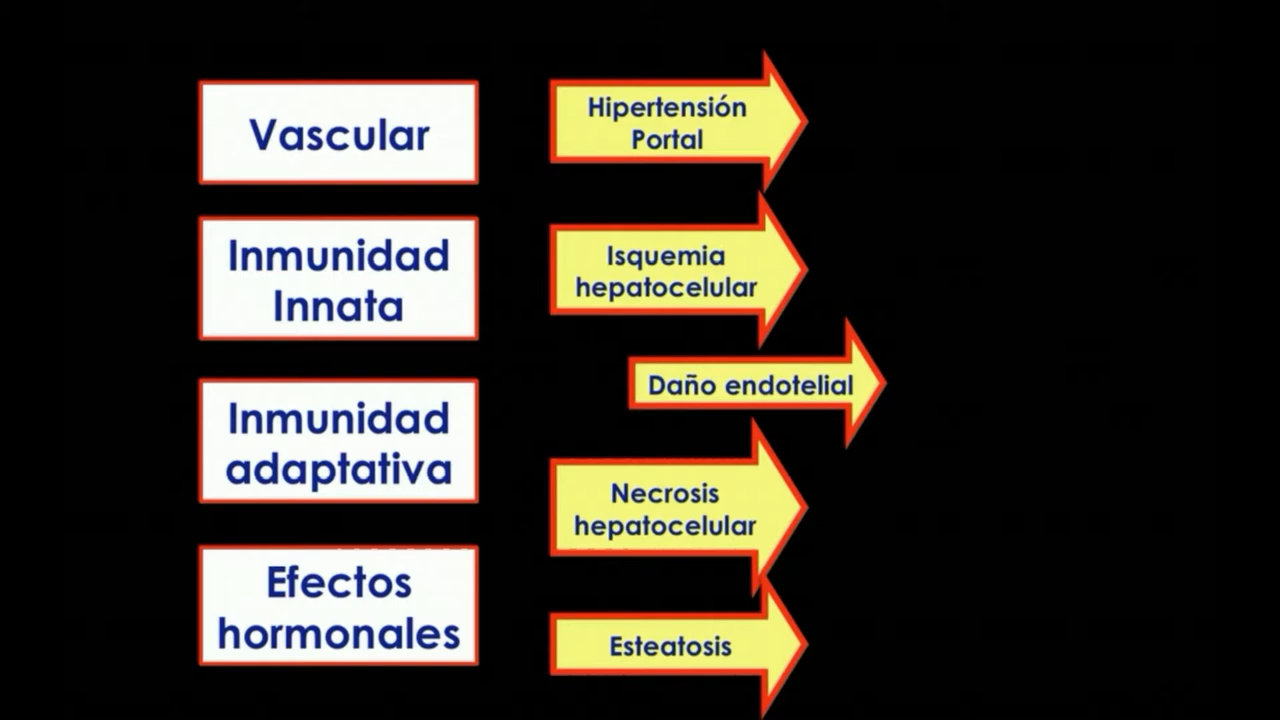 Vascular
Hipertensión
Portal
Inmunidad
Innata
Isquemia
hepatocelular
Daño endotelial
Inmunidad
adaptativa
Necrosis
hepatocelular
Efectos
hormonales
Esteatosis